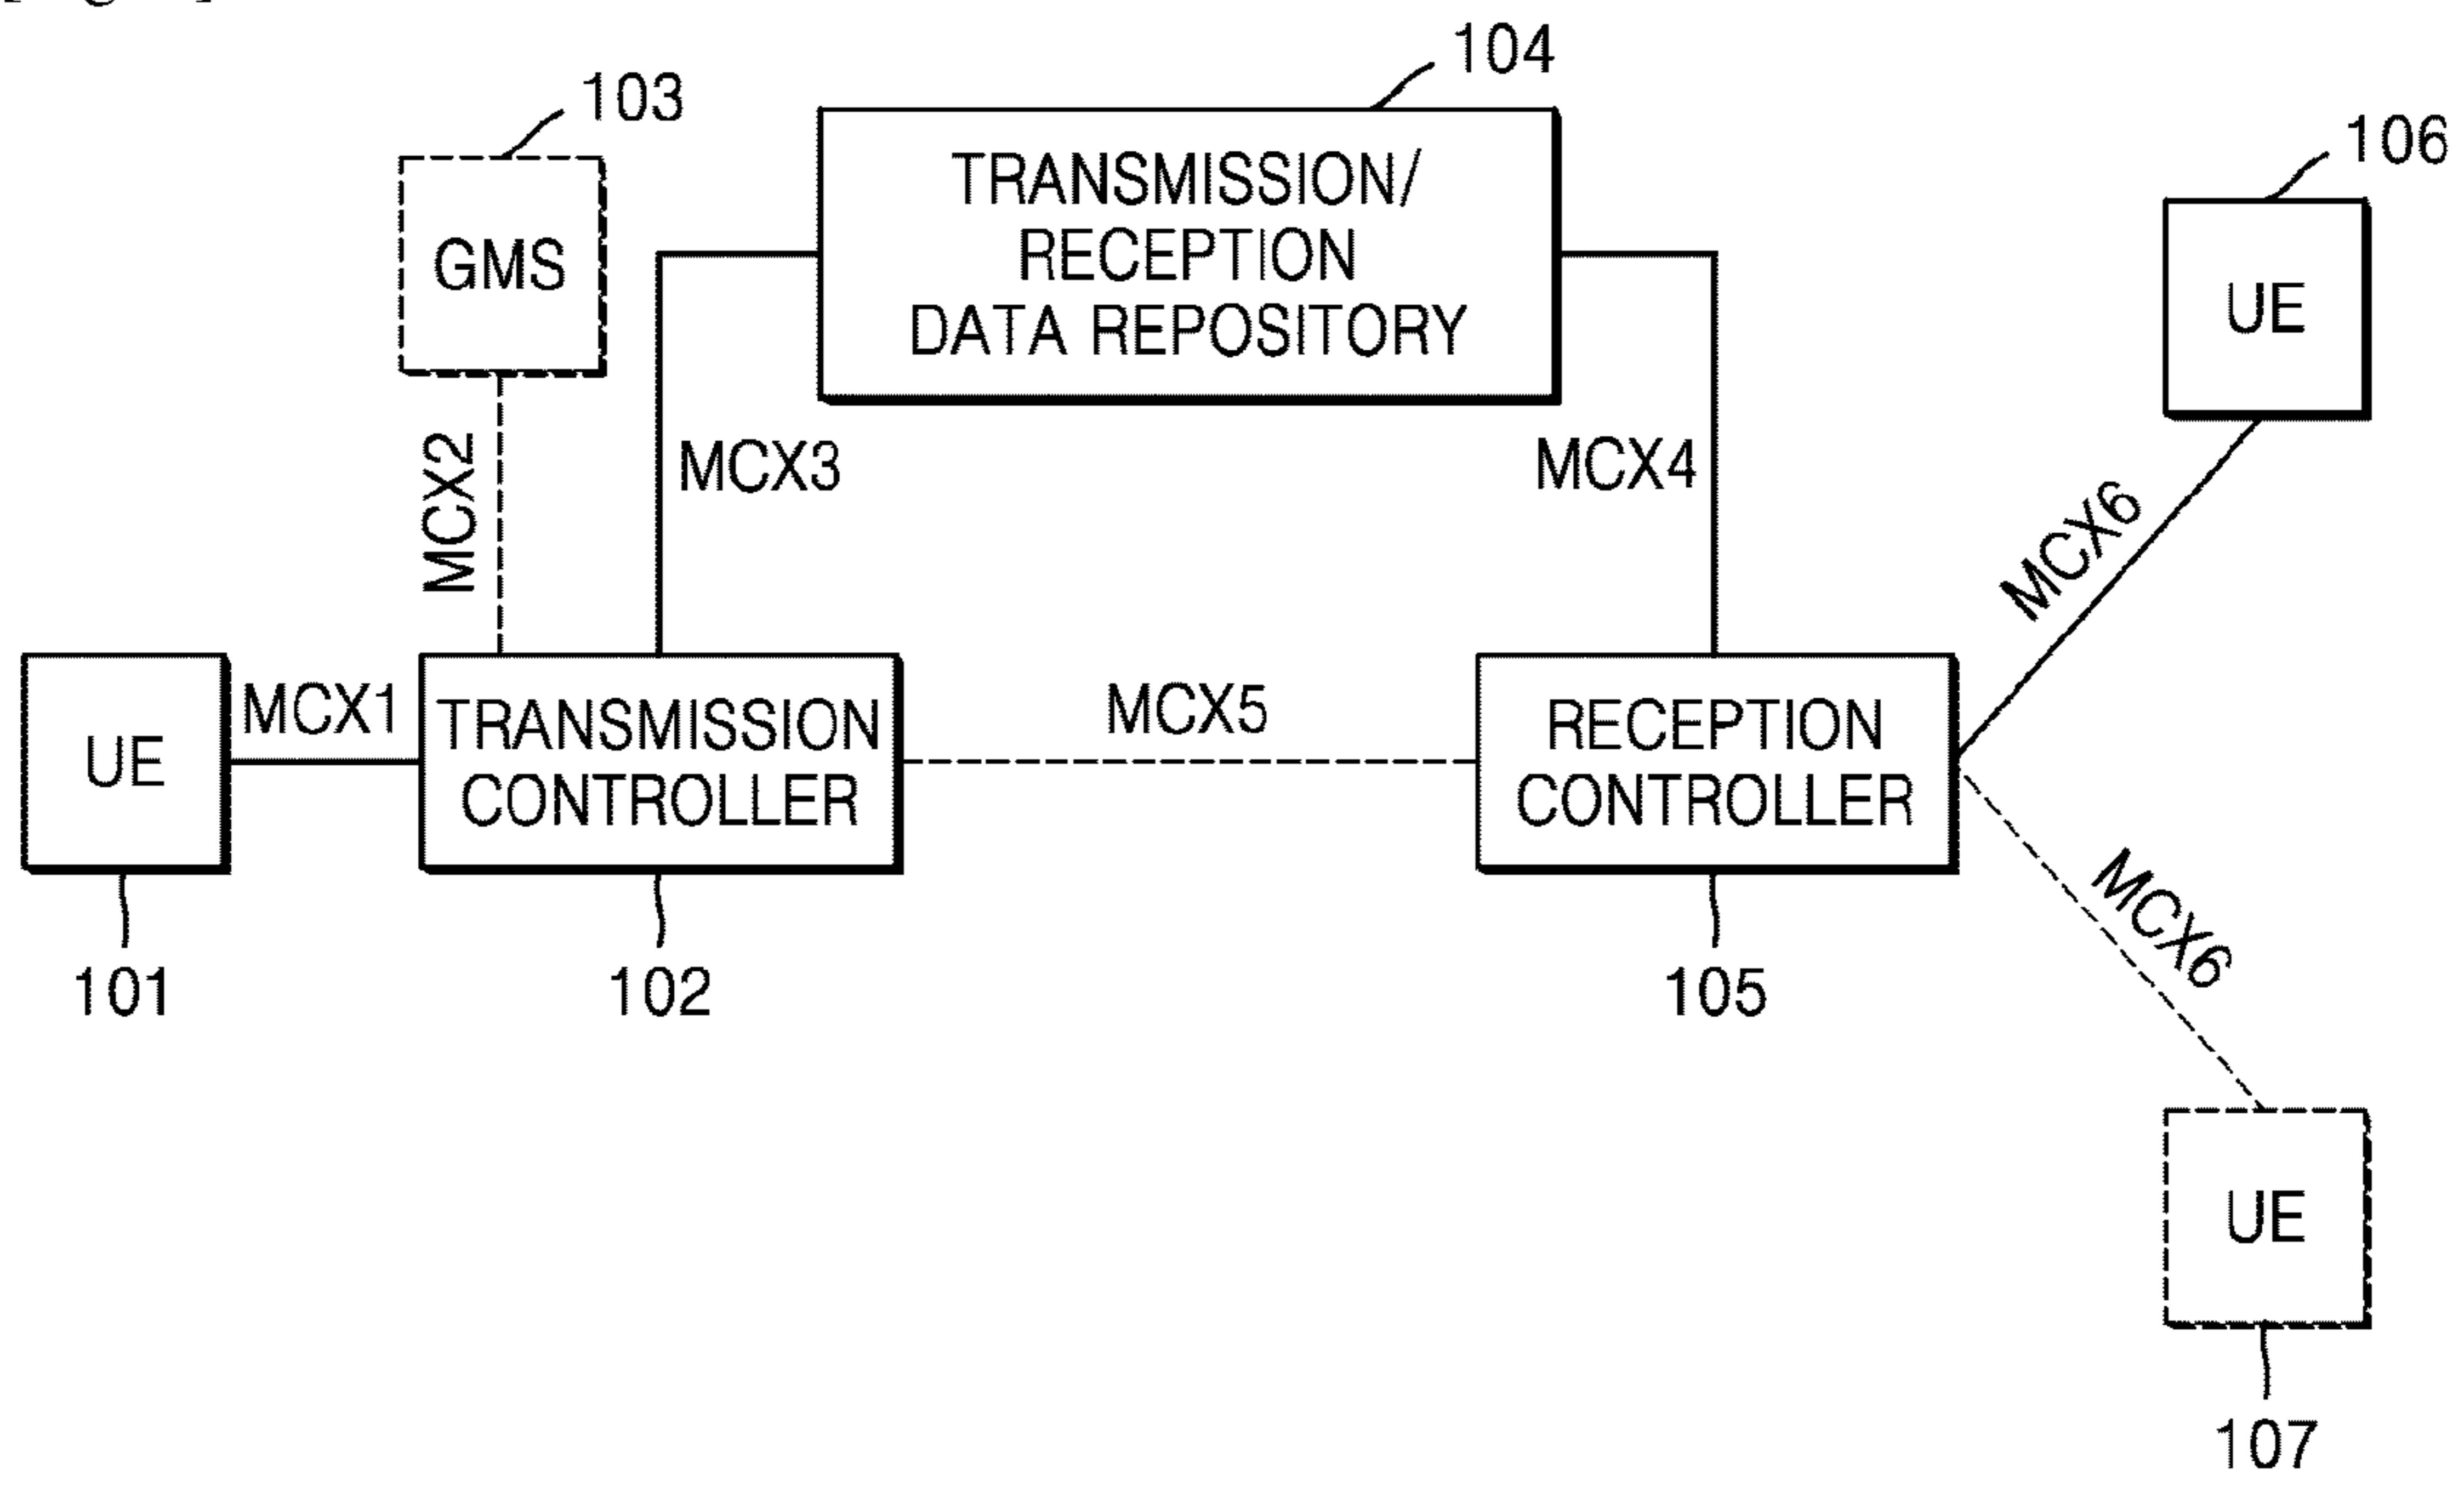 104
103
106
TRANSMISSION/
RECEPTION
DATA REPOSITORY
GMS
UE
MCX2
MCX3
MCX4
MCX6
UE
MCX1
TRANSMISSION
CONTROLLER
MCX5
RECEPTION
CONTROLLER
MCX6
101
102
105
UE
107